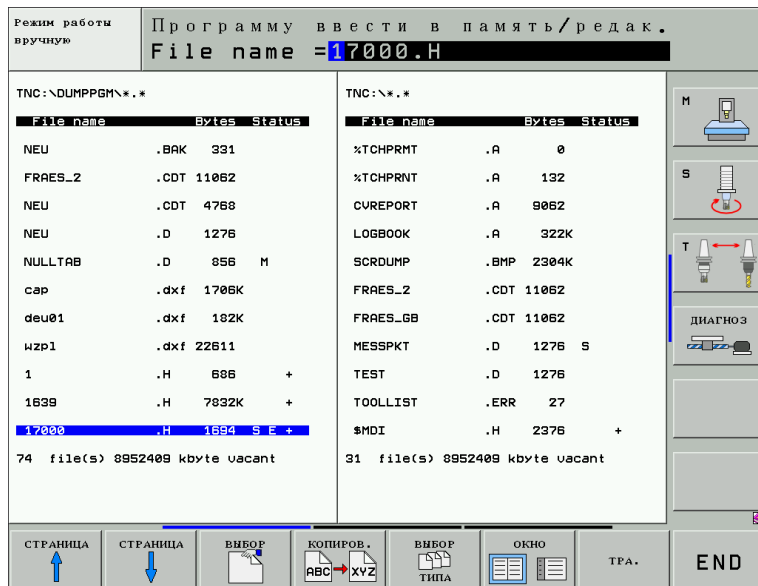 Режим работы
вручную
Программу ввести в память/редак.
File name =17000.H
TNC:\DUMPPGM\*.*
File name Bytes Status
NEU .BAK 331
FRAES_2 .CDT 11062
NEU .CDT 4768
NEU .D 1276
NULLTAB .D 856 M
cap .dxf 1706K
deu01 .dxf 182K
wzpl .dxf 22611
1 .H 686 +
1639 .H 7832K +
17000 .H 1694 S E +
74 file(s) 8952409 kbyte vacant
TNC:\*.*
File name Bytes Status
%TCHPRMT .A 0
%TCHPRNT .A 132
CVREPORT .A 9062
LOGBOOK .A 322K
SCRDUMP .BMP 2304K
FRAES_2 .CDT 11062
FRAES_GB .CDT 11062
MESSPKT .D 1276 S
TEST .D 1276
TOOLLIST .ERR 27
$MDI .H 2376 +
31 file(s) 8952409 kbyte vacant
M
S
T
ДИАГНОЗ
СТРАНИЦА
СТРАНИЦА
ВЫБОР
КОПИРОВ.
ABC XYZ
ВЫБОР
ТИПА
ОКНО
ТРА.
END